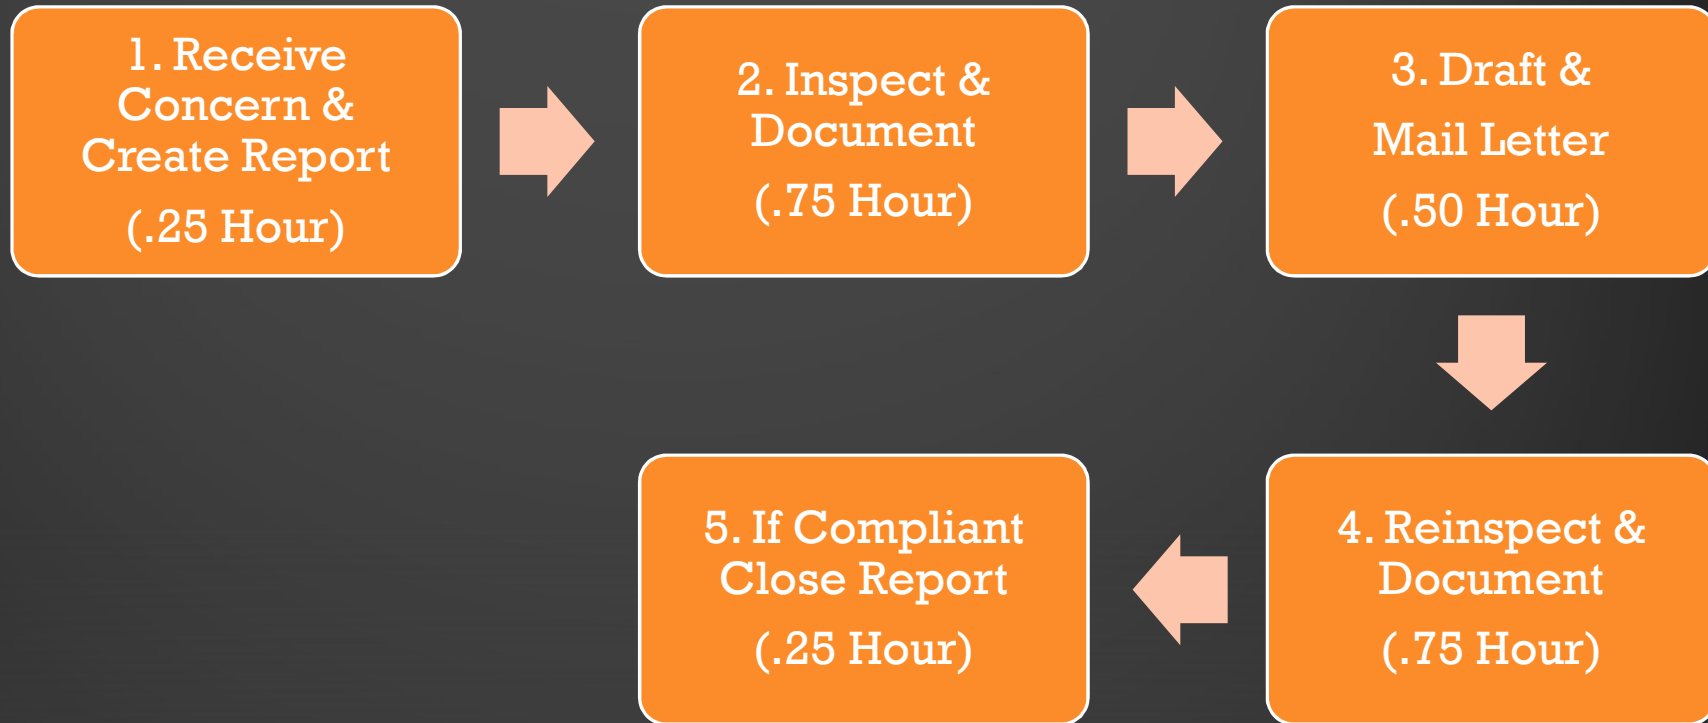 1. Receive
Concern &
Create Report
(.25 Hour)
2. Inspect &
Document
(.75 Hour)
3. Draft &
Mail Letter
(.50 Hour)
4. Reinspect &
Document
(.75 Hour)
5. If Compliant
Close Report
(.25 Hour)